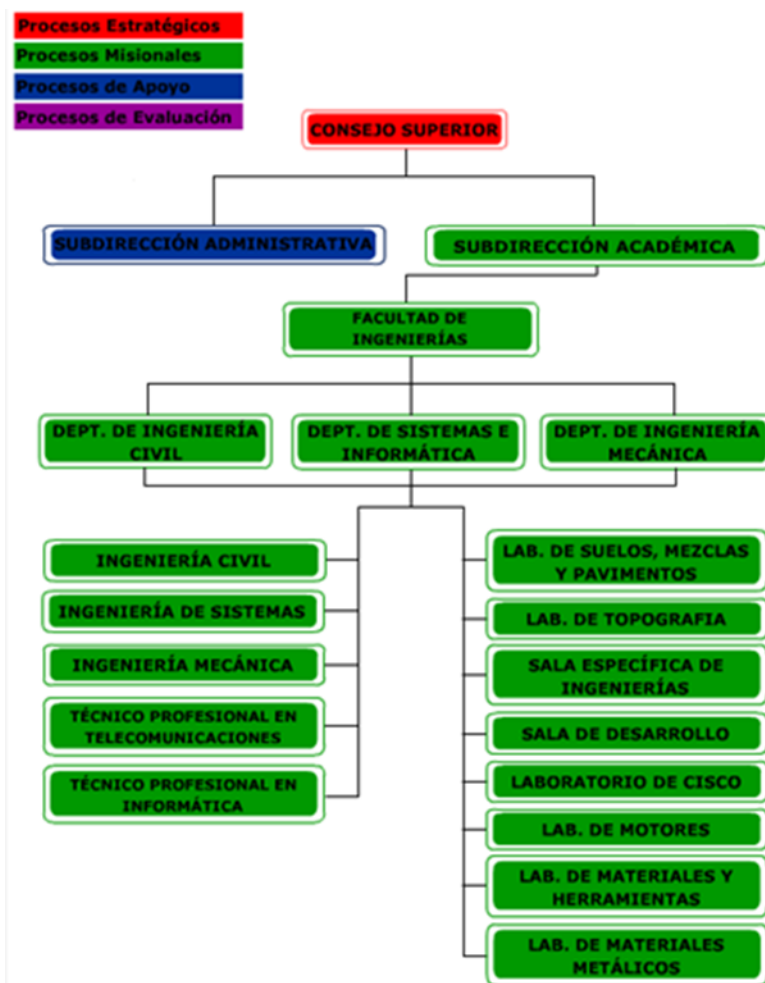 Procesos Estratégicos
Procesos Misionales
Procesos de Apoyo
Procesos de Evaluación
CONSEJO SUPERIOR
SUBDIRECCIÓN ADMINISTRATIVA
SUBDIRECCIÓN ACADÉMICA
FACULTAD DE
INGENIERÍAS
DEPT. DE INGENIERÍA
CIVIL
DEPT. DE SISTEMAS E
INFORMÁTICA
DEPT. DE INGENIERÍA
MECÁNICA
INGENIERÍA CIVIL
INGENIERÍA DE SISTEMAS
INGENIERÍA MECÁNICA
TÉCNICO PROFESIONAL EN
TELECOMUNICACIONES
TÉCNICO PROFESIONAL EN
INFORMÁTICA
LAB. DE SUELOS, MEZCLAS
Y PAVIMENTOS
LAB. DE TOPOGRAFIA
SALA ESPECÍFICA DE
INGENIERÍAS
SALA DE DESARROLLO
LABORATORIO DE CISCO
LAB. DE MOTORES
LAB. DE MATERIALES Y
HERRAMIENTAS
LAB. DE MATERIALES
METÁLICOS